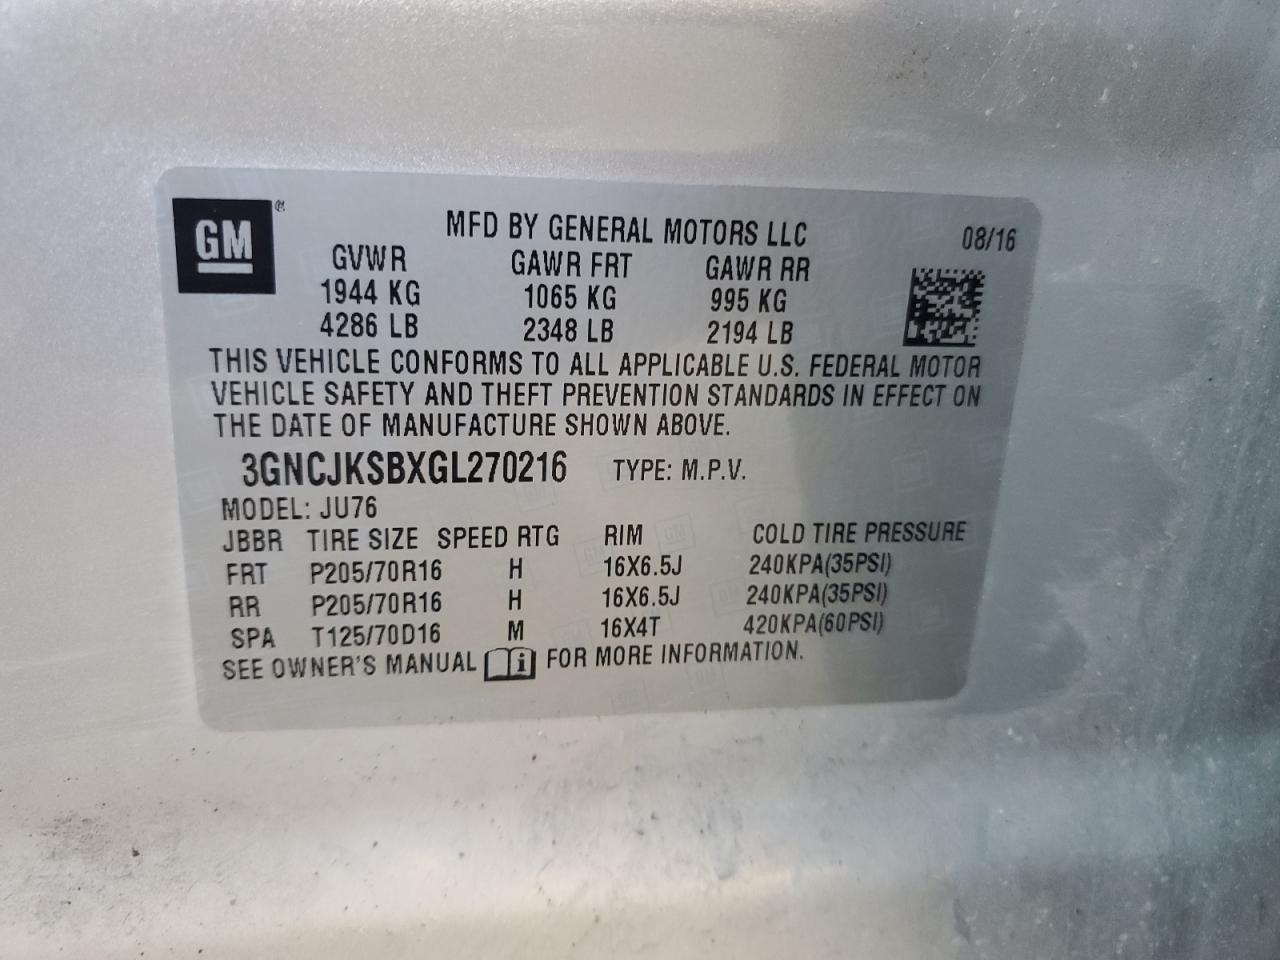 GM ®
MFD BY GENERAL MOTORS LLC 08/16
GVWR GAWR FRT GAWR RR
1944 KG 1065 KG 995 KG
4286 LB 2348 LB 2194 LB
THIS VEHICLE CONFORMS TO ALL APPLICABLE U.S. FEDERAL MOTOR
VEHICLE SAFETY AND THEFT PREVENTION STANDARDS IN EFFECT ON
THE DATE OF MANUFACTURE SHOWN ABOVE.
3GNCJKSBXGL270216 TYPE: M.P.V.
MODEL: JU76
JBBR TIRE SIZE SPEED RTG RIM COLD TIRE PRESSURE
FRT P205/70R16 H 16X6.5J 240KPA(35PSI)
RR P205/70R16 H 16X6.5J 240KPA(35PSI)
SPA T125/70D16 M 16X4T 420KPA(60PSI)
SEE OWNER'S MANUAL i FOR MORE INFORMATION.